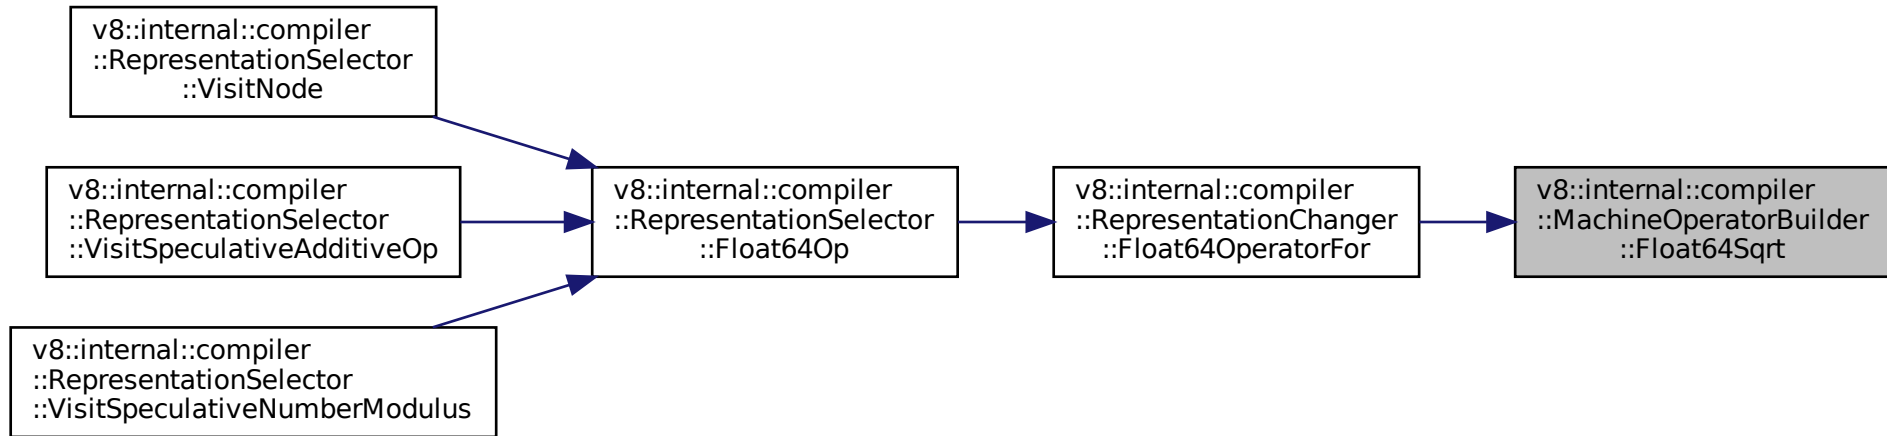 v8::internal::compiler
::RepresentationSelector
::VisitNode
v8::internal::compiler
::RepresentationSelector
::VisitSpeculativeAdditiveOp
v8::internal::compiler
::RepresentationSelector
::VisitSpeculativeNumberModulus
v8::internal::compiler
::RepresentationSelector
::Float64Op
v8::internal::compiler
::RepresentationChanger
::Float64OperatorFor
v8::internal::compiler
::MachineOperatorBuilder
::Float64Sqrt